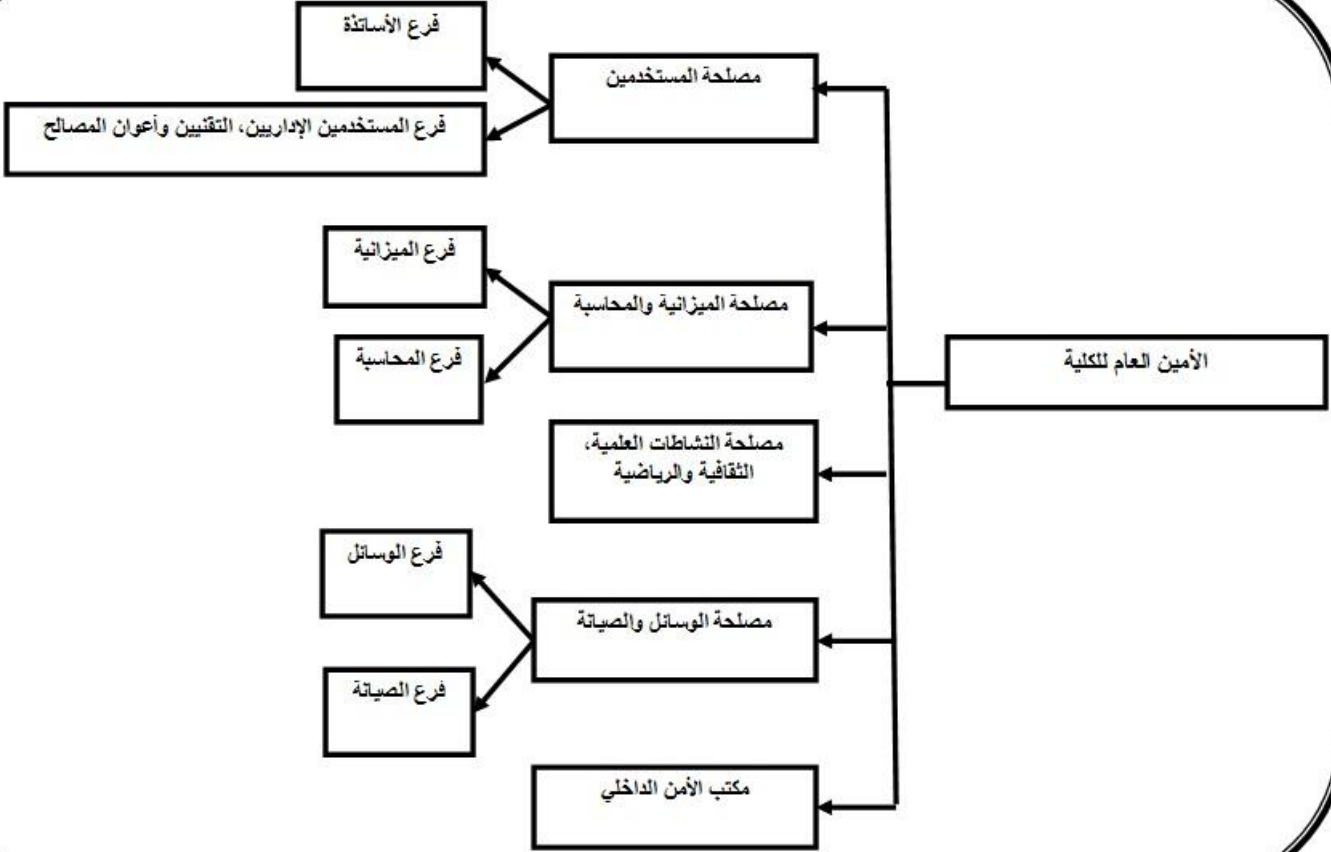 الأمين العام للكلية
مصلحة المستخدمين
فرع الأساتذة
فرع المستخدمين الإداريين، التقنيين وأعوان المصالح
مصلحة الميزانية والمحاسبة
فرع الميزانية
فرع المحاسبة
مصلحة النشاطات العلمية،
الثقافية والرياضية
مصلحة الوسائل والصيانة
فرع الوسائل
فرع الصيانة
مكتب الأمن الداخلي